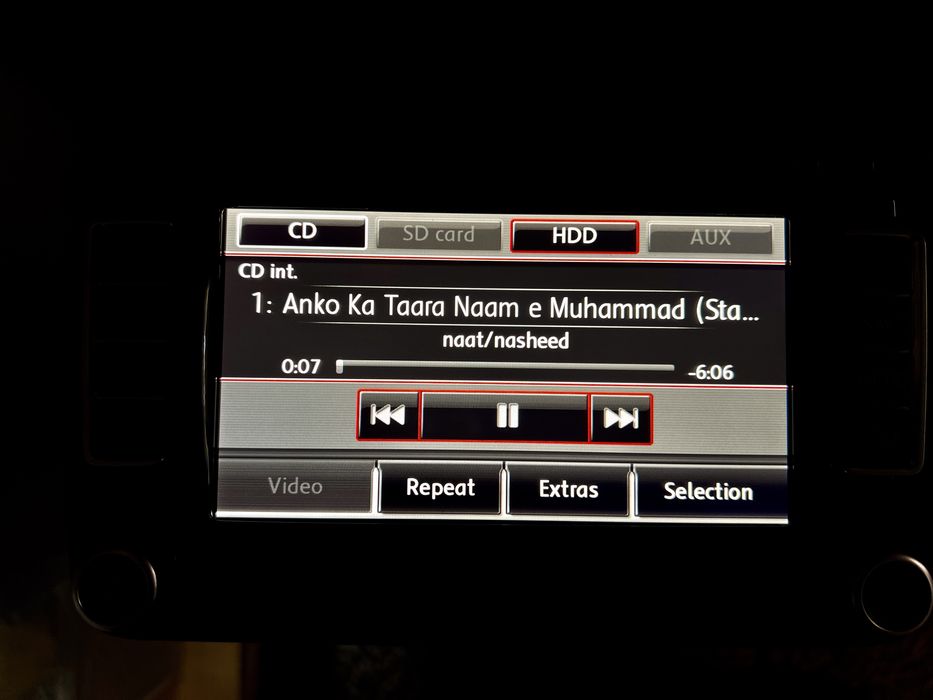 CD SD card HDD AUX
CD int.
1: Anko Ka Taara Naam e Muhammad (Sta...
naat/nasheed
0:07 -6:06
Video Repeat Extras Selection